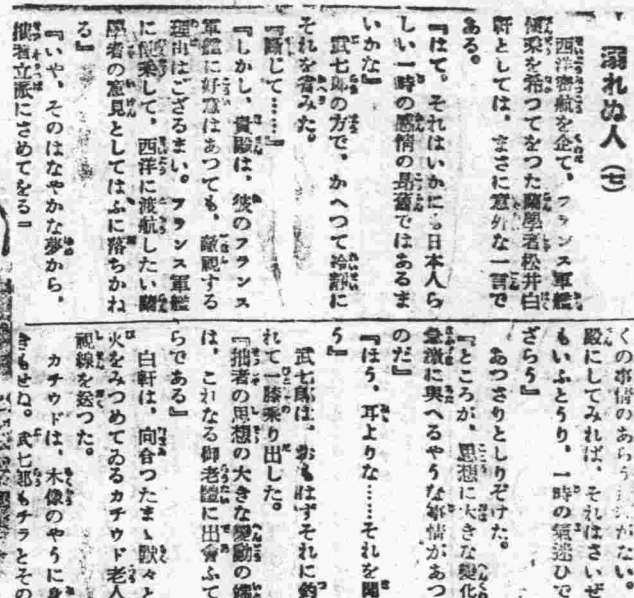 溺れぬ人(七)
西洋密航を企て、フランス軍艦
便乘を希つてをつた蘭學者松井白
軒としては、まさに意外な一言で
ある。
『はて。それはいかにも日本人ら
しい一時の感情の昂奮ではあるま
いかな』
武七郎の方で、かへつて冷靜に
それを省みた。
『斷じて……』
『しかし、貴殿は、彼のフランス
軍艦に好意はあつても、敵視する
理由はござるまい。フランス軍艦
に便乘して、西洋に渡航したい蘭
學者の意見としてはふに落ちかね
る』
『いや、そのはなやかな夢から、
拙者立派にさめてをる』
くの事情のあらう がない。
殿にしてみれば、それはさいぜ
もいふとうり、一時の氣迷ひで
ざらう』
あつさりとしりぞけた。
『ところが、思想に大きな變化
急激に與へるやうな事情があつ
のだ』
『ほう、耳よりな……それを聞
う』
武七郎は、おもはずそれに釣
れて一膝乘り出した。
『拙者の思想の大きな變動の端
は、これなる御老體に出會ふて
らである』
白軒は、向合つたまゝ默々と
火をみつめてゐるカチウド老人
視線を送つた。
カチウドは、木像のやうに身
きもせぬ。武七郎もチラとその